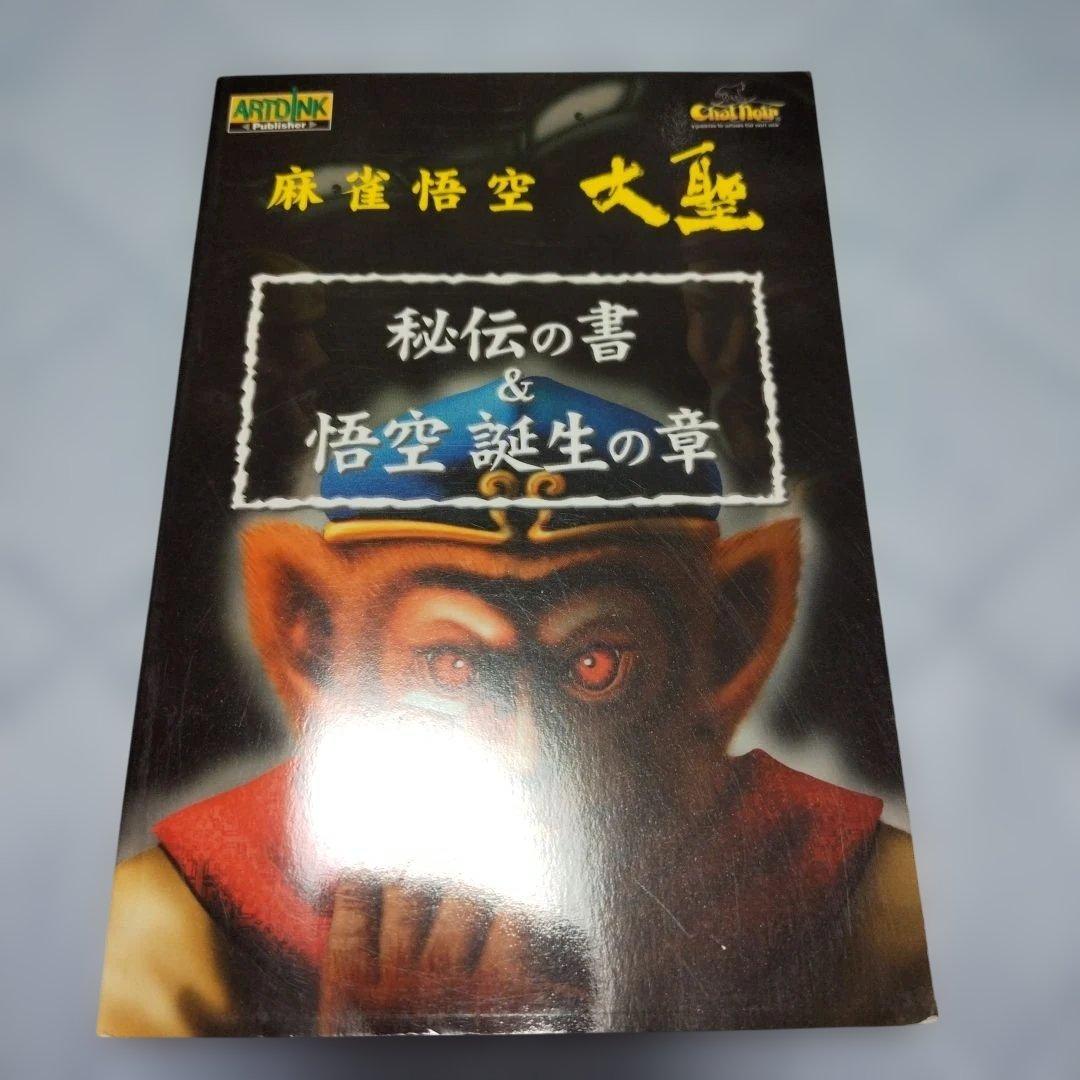 ARTDINK
Publisher
Chat Noir
麻雀悟空 大聖
秘伝の書
&
悟空 誕生の章